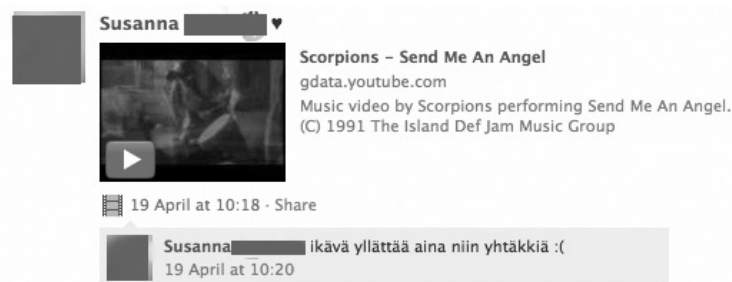 Susanna ♥
Scorpions – Send Me An Angel
gdata.youtube.com
Music video by Scorpions performing Send Me An Angel.
(C) 1991 The Island Def Jam Music Group
19 April at 10:18 · Share
Susanna ikävä yllättää aina niin yhtäkkiä :(
19 April at 10:20